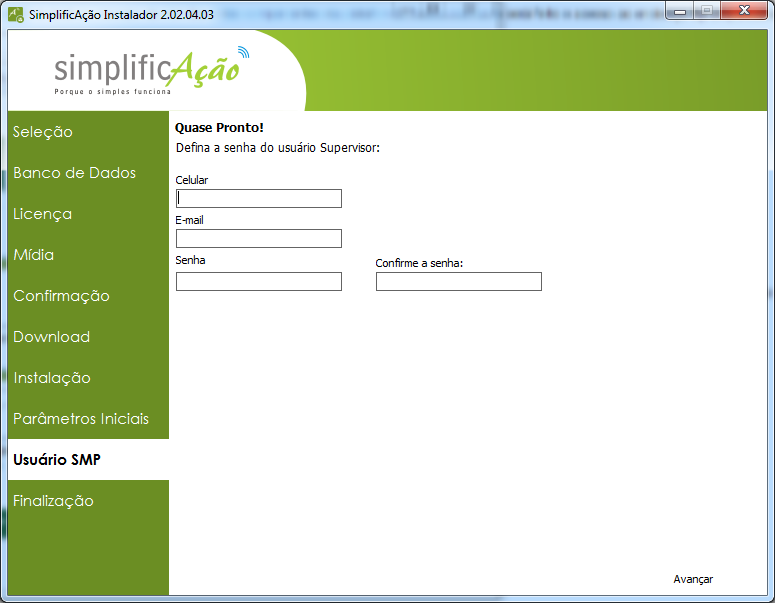 SimplificAção Instalador 2.02.04.03
simplificAção
Porque o simples funciona
Seleção
Banco de Dados
Licença
Mídia
Confirmação
Download
Instalação
Parâmetros Iniciais
Usuário SMP
Finalização
Quase Pronto!
Defina a senha do usuário Supervisor:
Celular
E-mail
Senha
Confirme a senha:
Avançar